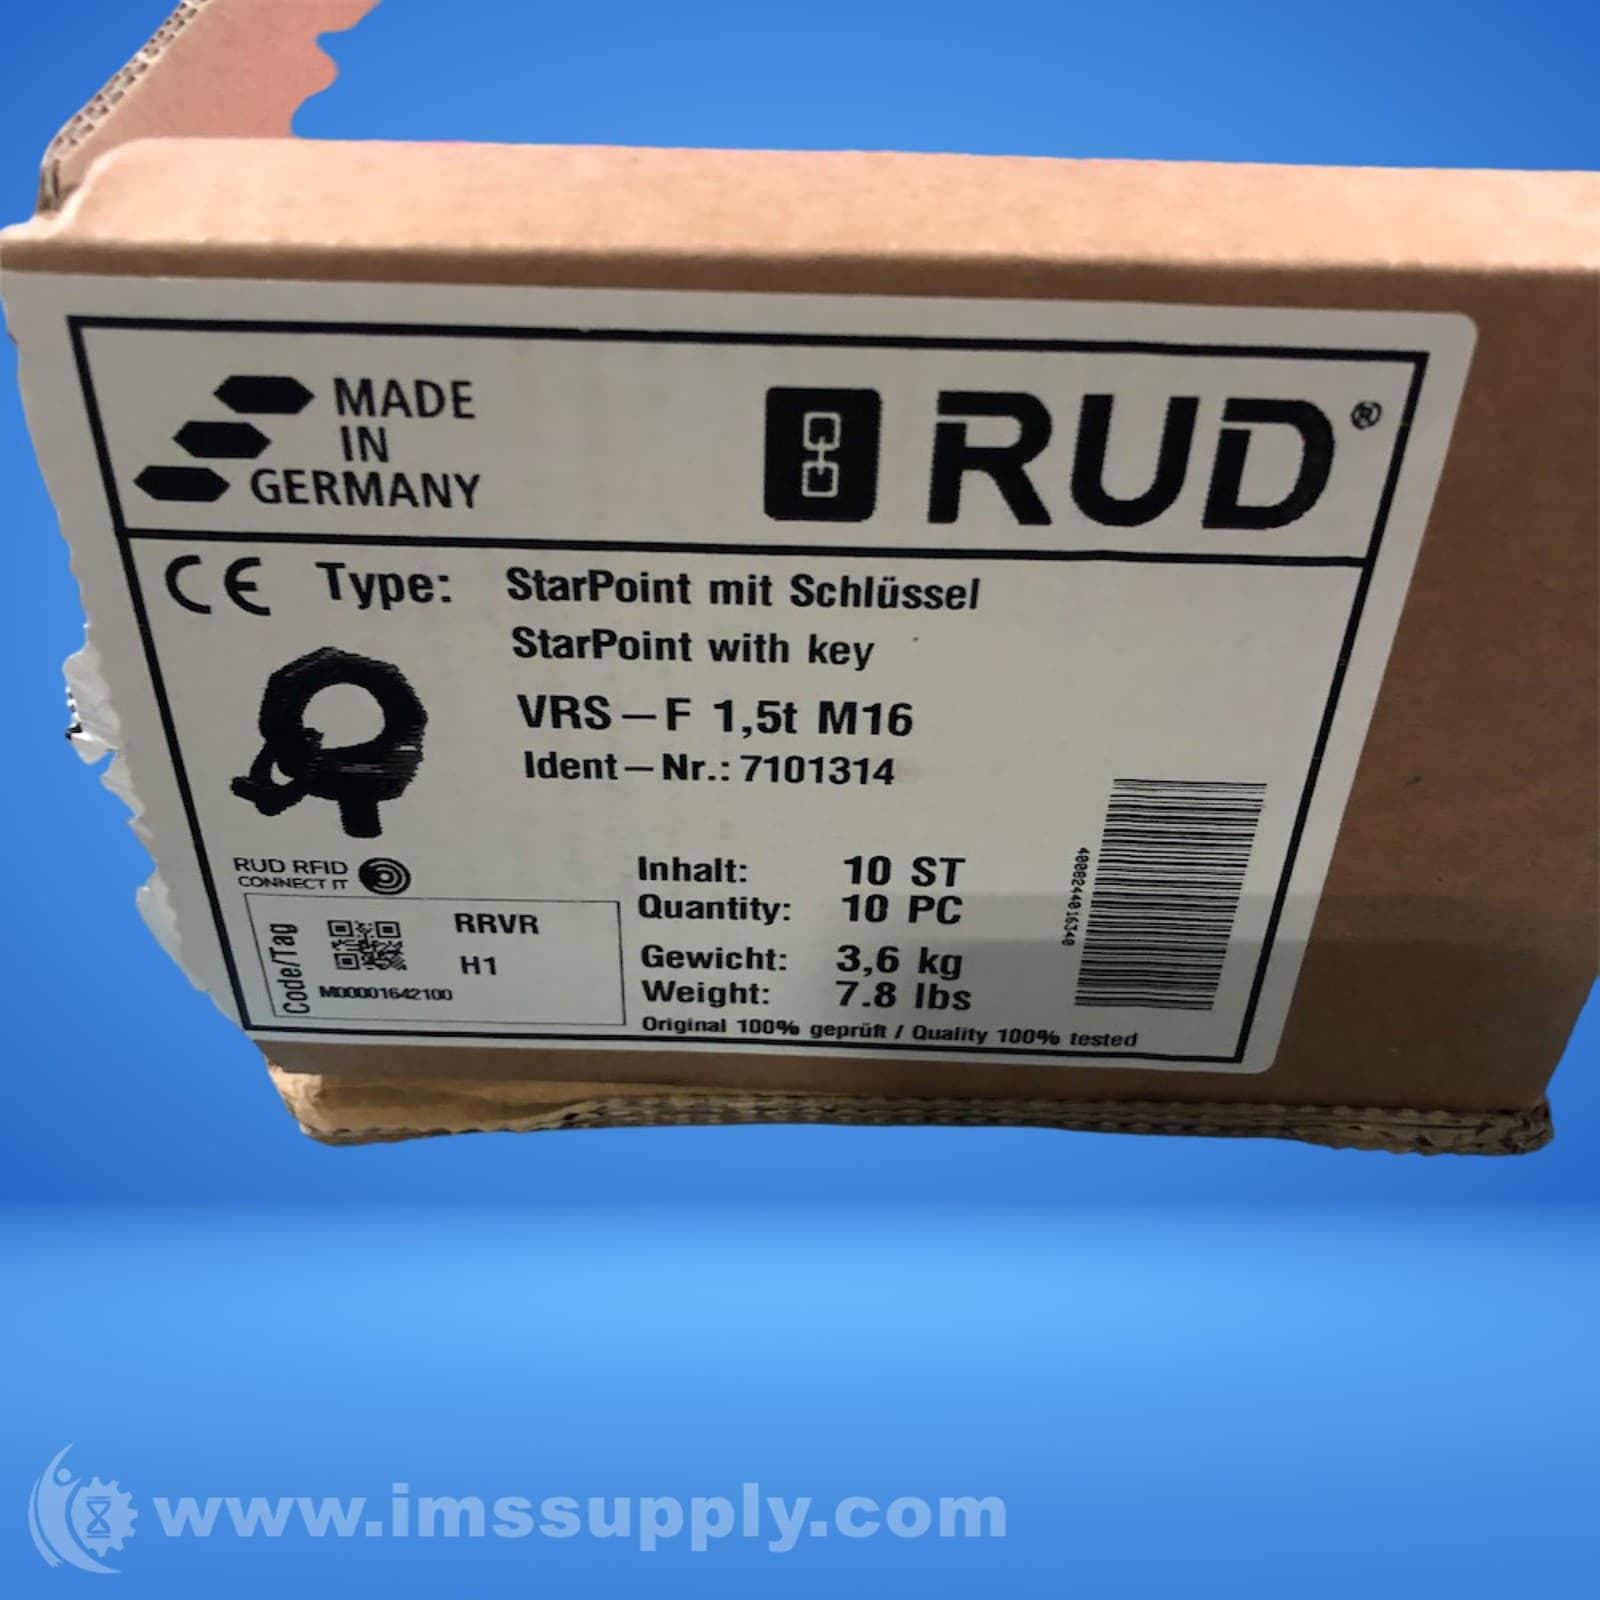 MADE
IN
GERMANY
RUD®
CE Type: StarPoint mit Schlüssel
StarPoint with key
VRS-F 1,5t M16
Ident-Nr.: 7101314
RUD RFID
CONNECT IT
Inhalt: 10 ST
Quantity: 10 PC
Gewicht: 3,6 kg
Weight: 7.8 lbs
Original 100% geprüft / Quality 100% tested
Code/Tag
RRVR
H1
M00001642100
www.imssupply.com